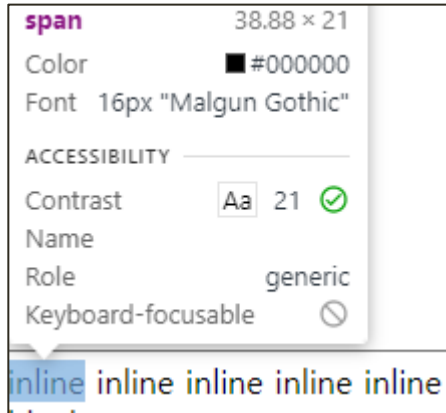 span 38.88 × 21
Color #000000
Font 16px "Malgun Gothic"
ACCESSIBILITY
Contrast Aa 21
Name
Role generic
Keyboard-focusable
inline inline inline inline inline